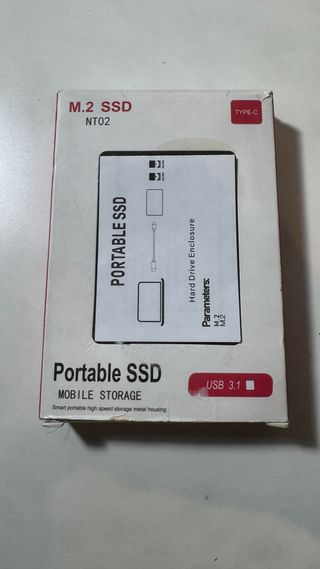 M.2 SSD
NT02
TYPE-C
PORTABLE SSD
Hard Drive Enclosure
Parameters:
M.2
M.2
Portable SSD
MOBILE STORAGE
Smart portable high speed storage metal housing
USB 3.1